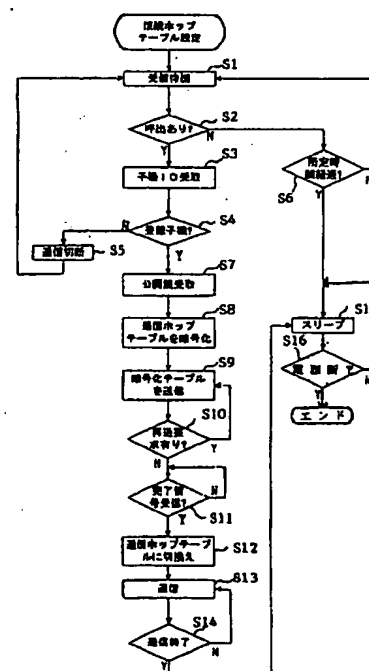 テーブル設定
S1
受信待機
S2
呼出あり?
N
Y
S3
子機ID受取
所定時
間経過?
S6
N
Y
S4
登録子機?
N
Y
S5
通信切断
S7
公開鍵受取
S8
通信ホップ
テーブルを暗号化
S9
暗号化テーブル
を送信
S10
再送要
求有り?
Y
N
完了信
号受信?
N
S11
Y
通信ホップテーブ
ルに切換え
S12
S13
通信
S14
通信終了
N
Y
スリープ
S16
電源断?
N
Y
エンド